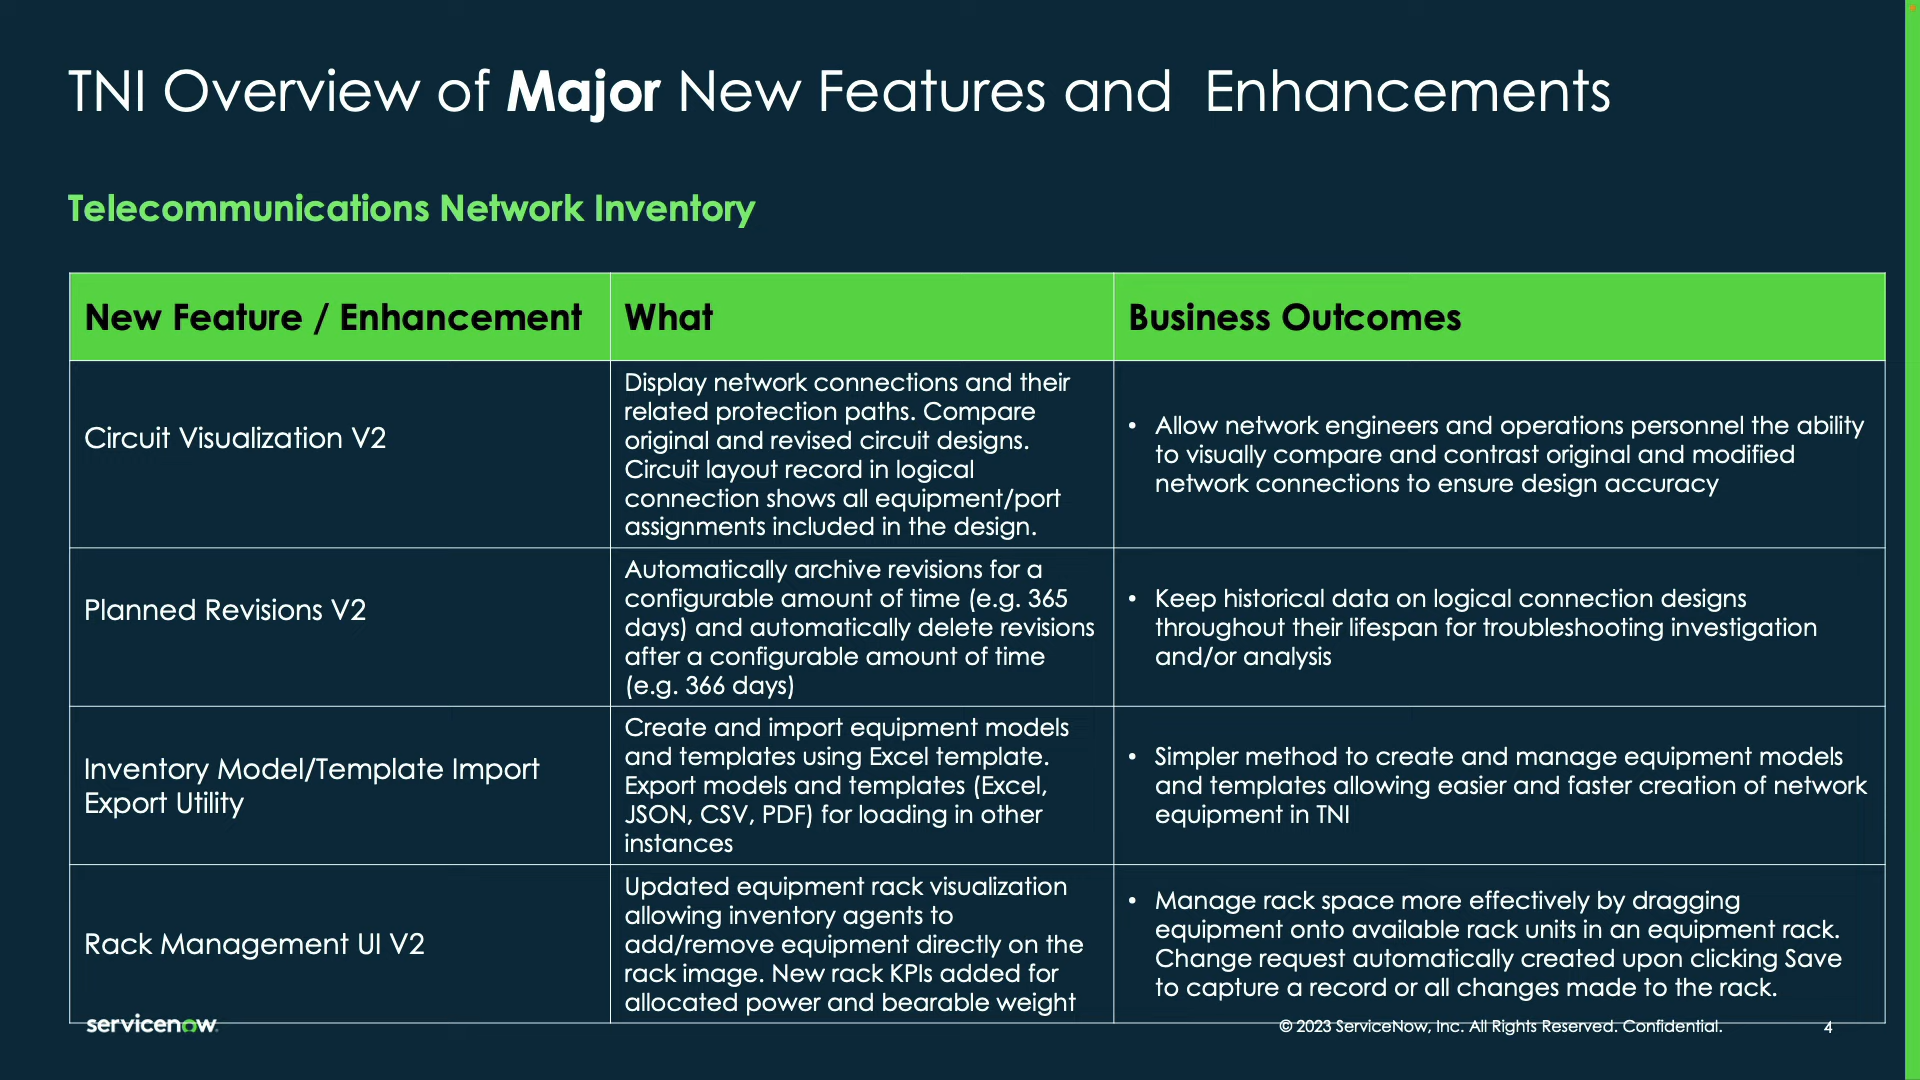 TNI Overview of Major New Features and Enhancements
Telecommunications Network Inventory
New Feature / Enhancement
What
Business Outcomes
Circuit Visualization V2
Display network connections and their
related protection paths. Compare
original and revised circuit designs.
Circuit layout record in logical
connection shows all equipment/port
assignments included in the design.
• Allow network engineers and operations personnel the ability
to visually compare and contrast original and modified
network connections to ensure design accuracy
Planned Revisions V2
Automatically archive revisions for a
configurable amount of time (e.g. 365
days) and automatically delete revisions
after a configurable amount of time
(e.g. 366 days)
• Keep historical data on logical connection designs
throughout their lifespan for troubleshooting investigation
and/or analysis
Inventory Model/Template Import
Export Utility
Create and import equipment models
and templates using Excel template.
Export models and templates (Excel,
JSON, CSV, PDF) for loading in other
instances
• Simpler method to create and manage equipment models
and templates allowing easier and faster creation of network
equipment in TNI
Rack Management UI V2
Updated equipment rack visualization
allowing inventory agents to
add/remove equipment directly on the
rack image. New rack KPIs added for
allocated power and bearable weight
• Manage rack space more effectively by dragging
equipment onto available rack units in an equipment rack.
Change request automatically created upon clicking Save
to capture a record or all changes made to the rack.
servicenow
© 2023 ServiceNow, Inc. All Rights Reserved. Confidential.
4